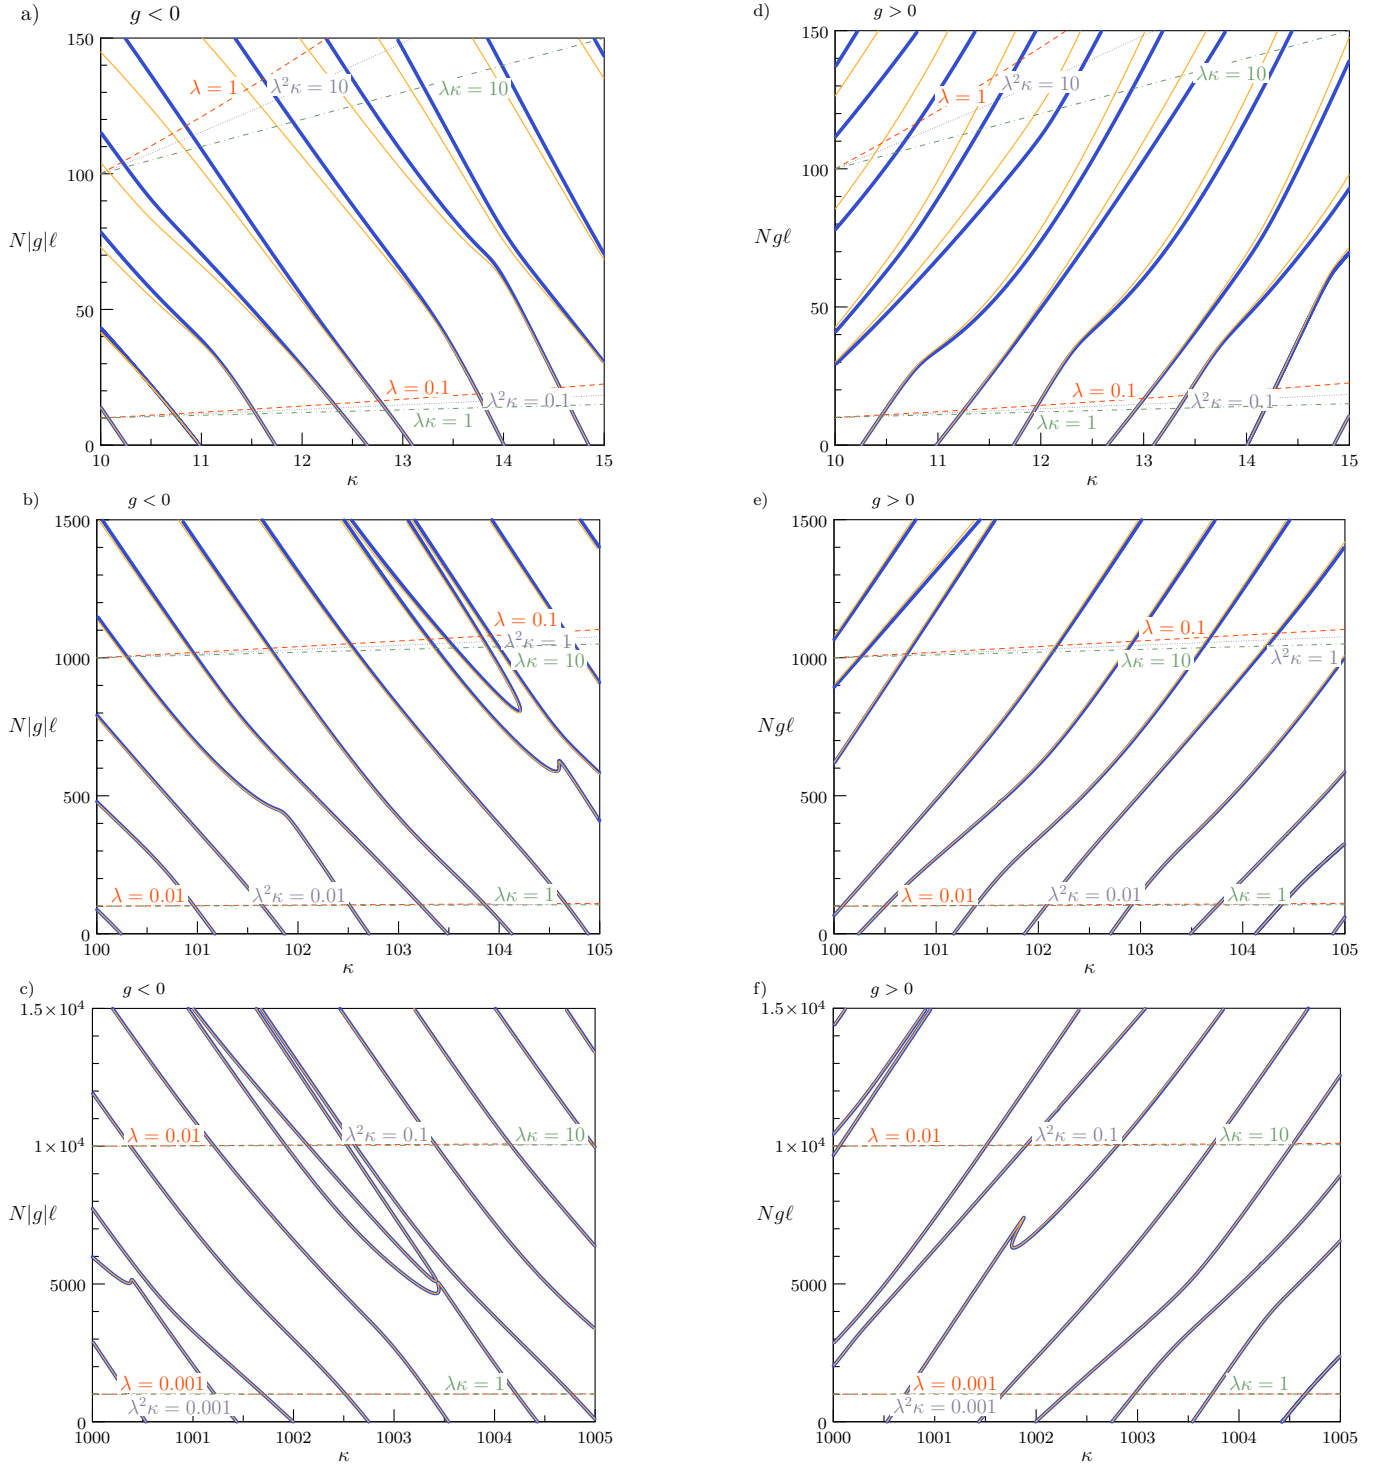 a) g < 0
150
100
N|g|ℓ
50
0
λ = 1
λ²κ = 10
λκ = 10
λ = 0.1
λ²κ = 0.1
λκ = 1
10 11 12 13 14 15
κ
d) g > 0
150
100
Ngℓ
50
0
λ = 1
λ²κ = 10
λκ = 10
λ = 0.1
λ²κ = 0.1
λκ = 1
10 11 12 13 14 15
κ
b) g < 0
1500
1000
N|g|ℓ
500
0
λ = 0.1
λ²κ = 1
λκ = 10
λ = 0.01
λ²κ = 0.01
λκ = 1
100 101 102 103 104 105
κ
e) g > 0
1500
1000
Ngℓ
500
0
λ = 0.1
λκ = 10
λ²κ = 1
λ = 0.01
λ²κ = 0.01
λκ = 1
100 101 102 103 104 105
κ
c) g < 0
1.5×10⁴
1×10⁴
N|g|ℓ
5000
0
λ = 0.01
λ²κ = 0.1
λκ = 10
λ = 0.001
λ²κ = 0.001
λκ = 1
1000 1001 1002 1003 1004 1005
κ
f) g > 0
1.5×10⁴
1×10⁴
Ngℓ
5000
0
λ = 0.01
λ²κ = 0.1
λκ = 10
λ = 0.001
λ²κ = 0.001
λκ = 1
1000 1001 1002 1003 1004 1005
κ